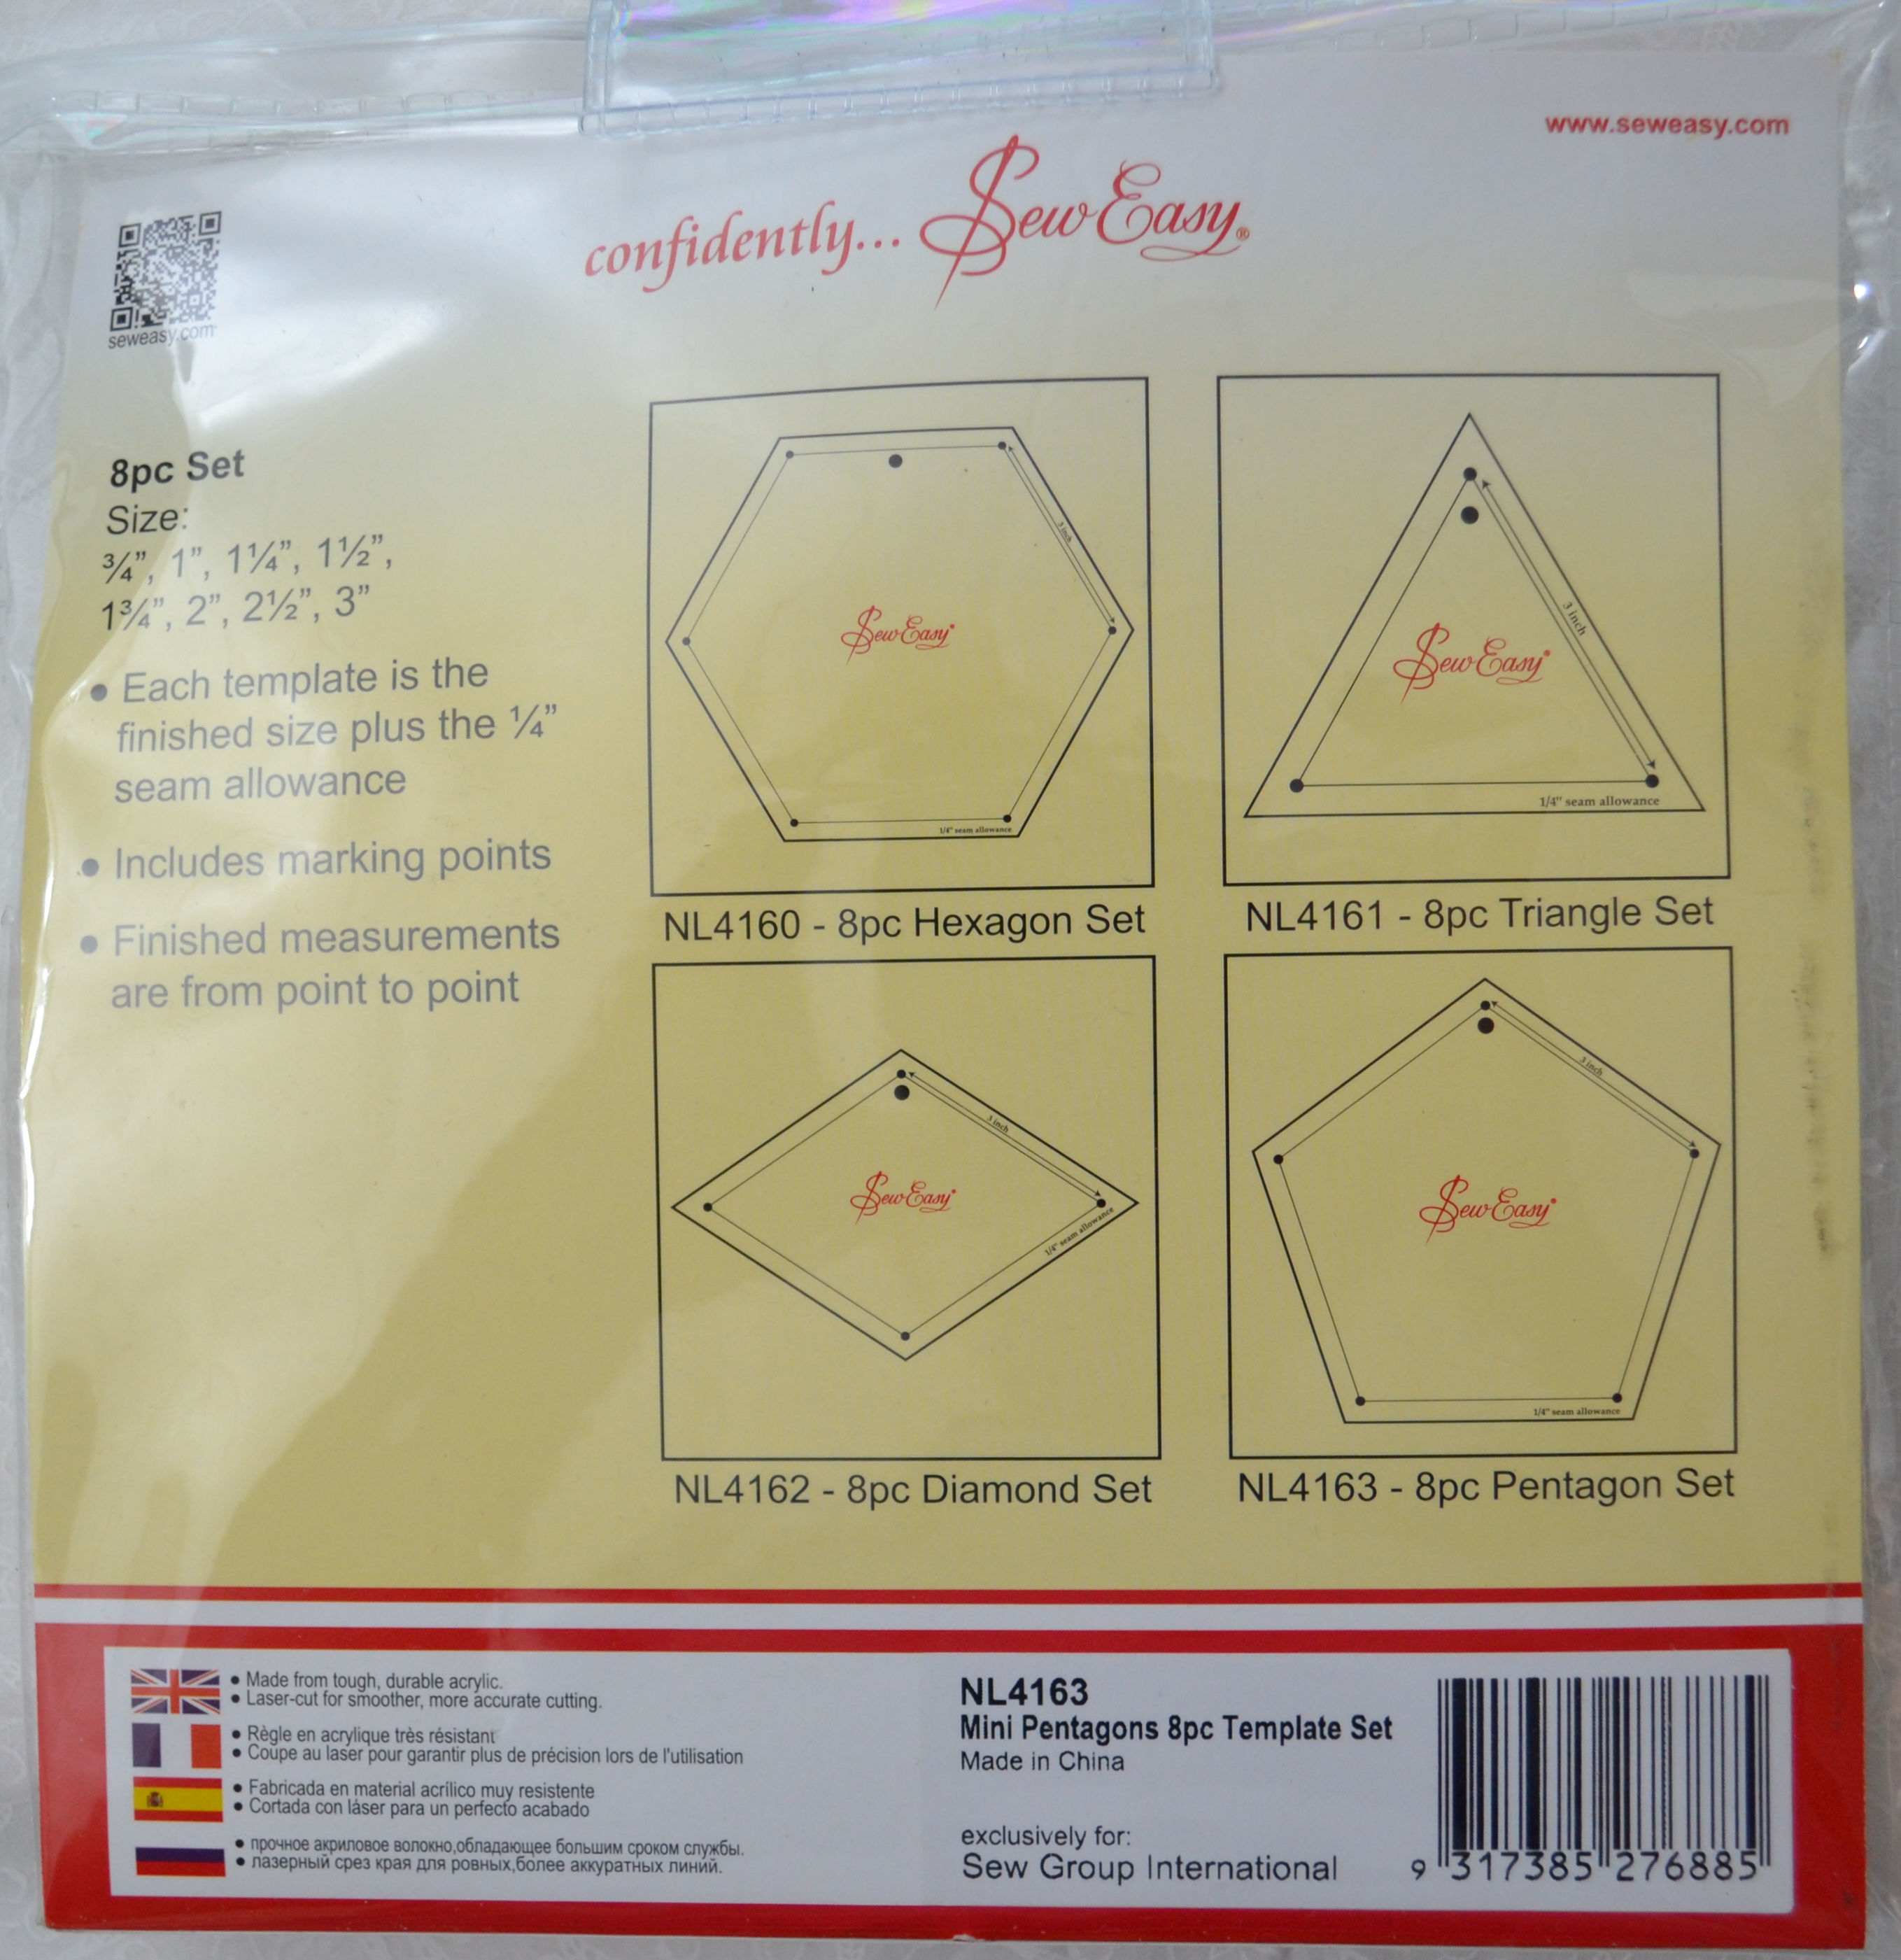 www.seweasy.com
confidently... Sew Easy®
seweasy.com
8pc Set
Size:
¾”, 1”, 1¼”, 1½”,
1¾”, 2”, 2½”, 3”
• Each template is the
finished size plus the ¼”
seam allowance
• Includes marking points
• Finished measurements
are from point to point
3 inch
Sew Easy®
1/4" seam allowance
NL4160 - 8pc Hexagon Set
3 inch
Sew Easy®
1/4" seam allowance
NL4161 - 8pc Triangle Set
3 inch
Sew Easy®
1/4" seam allowance
NL4162 - 8pc Diamond Set
3 inch
Sew Easy®
1/4" seam allowance
NL4163 - 8pc Pentagon Set
• Made from tough, durable acrylic.
• Laser-cut for smoother, more accurate cutting.
• Règle en acrylique très résistant
• Coupe au laser pour garantir plus de précision lors de l'utilisation
• Fabricada en material acrílico muy resistente
• Cortada con láser para un perfecto acabado
• прочное акриловое волокно,обладающее большим сроком службы.
• лазерный срез края для ровных,более аккуратных линий.
NL4163
Mini Pentagons 8pc Template Set
Made in China
exclusively for:
Sew Group International
9 317385 276885